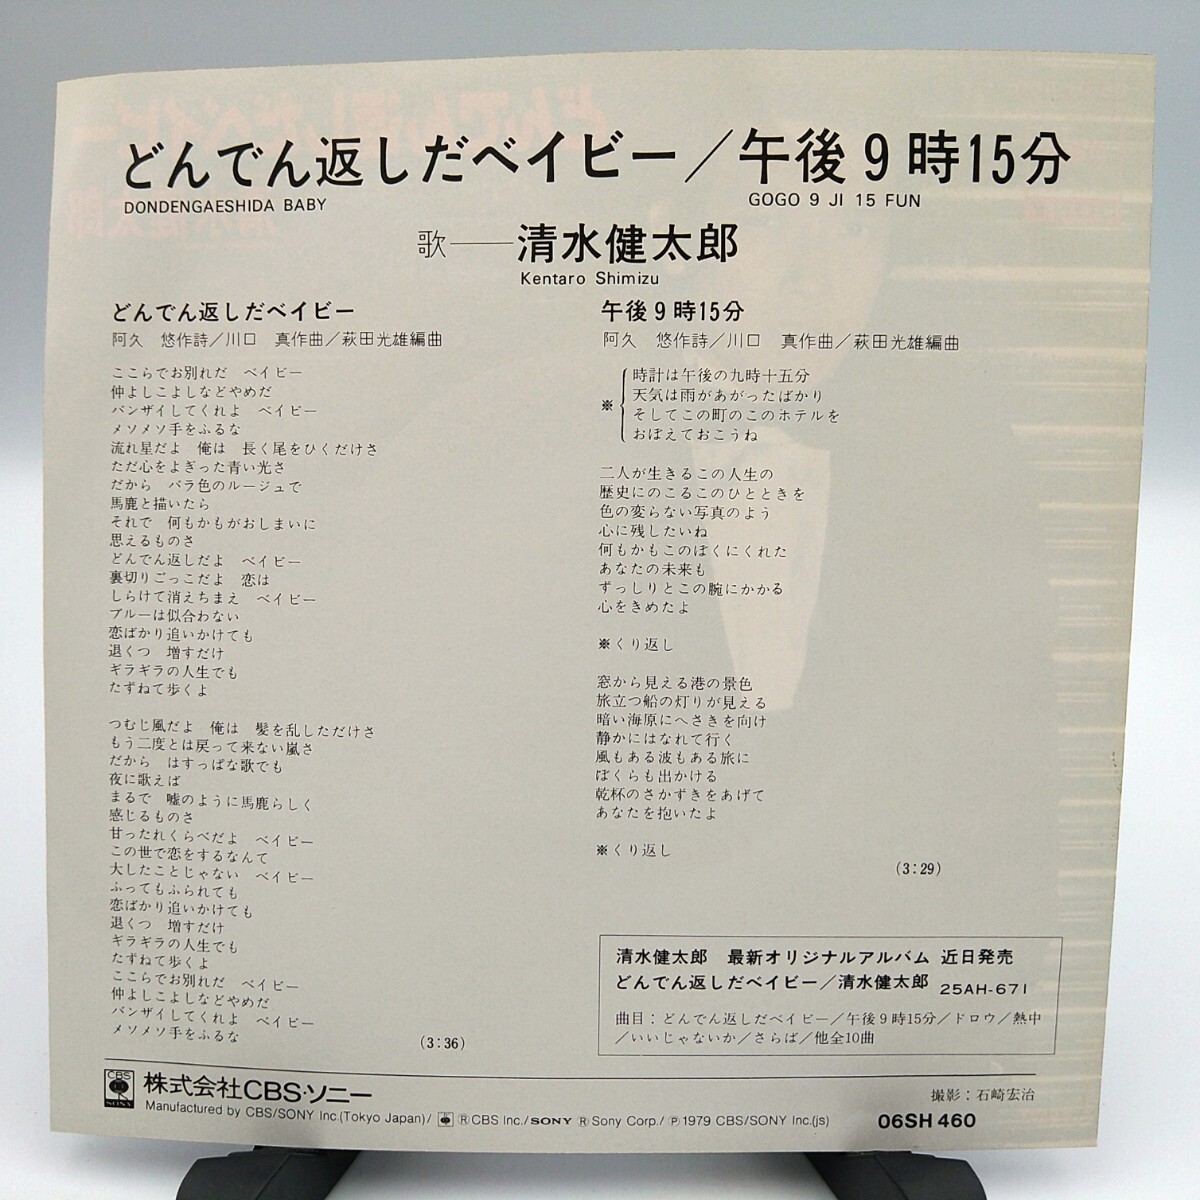 どんでん返しだベイビー／午後9時15分
DONDENGAESHIDA BABY
GOGO 9 JI 15 FUN
歌――清水健太郎
Kentaro Shimizu
どんでん返しだベイビー
阿久　悠作詩／川口　真作曲／萩田光雄編曲
ここらでお別れだ　ベイビー
仲よしこよしなどやめだ
バンザイしてくれよ　ベイビー
メソメソ手をふるな
流れ星だよ　俺は　長く尾をひくだけさ
ただ心をよぎった青い光さ
だから　バラ色のルージュで
馬鹿と描いたら
それで　何もかもがおしまいに
思えるものさ
どんでん返しだよ　ベイビー
裏切りごっこだよ　恋は
しらけて消えちまえ　ベイビー
ブルーは似合わない
恋ばかり追いかけても
退くつ　増すだけ
ギラギラの人生でも
たずねて歩くよ
つむじ風だよ　俺は　髪を乱しただけさ
もう二度とは戻って来ない嵐さ
だから　はすっぱな歌でも
夜に歌えば
まるで　嘘のように馬鹿らしく
感じるものさ
甘ったれくらべだよ　ベイビー
この世で恋をするなんて
大したことじゃない　ベイビー
ふってもふられても
恋ばかり追いかけても
退くつ　増すだけ
ギラギラの人生でも
たずねて歩くよ
ここらでお別れだ　ベイビー
仲よしこよしなどやめだ
バンザイしてくれよ　ベイビー
メソメソ手をふるな
(3:36)
午後9時15分
阿久　悠作詩／川口　真作曲／萩田光雄編曲
※ 時計は午後の九時十五分
天気は雨があがったばかり
そしてこの町のこのホテルを
おぼえておこうね
二人が生きるこの人生の
歴史にのこるこのひとときを
色の変らない写真のよう
心に残したいね
何もかもこのぼくにくれた
あなたの未来も
ずっしりとこの腕にかかる
心をきめたよ
※くり返し
窓から見える港の景色
旅立つ船の灯りが見える
暗い海原にへさきを向け
静かにはなれて行く
風もある波もある旅に
ぼくらも出かける
乾杯のさかずきをあげて
あなたを抱いたよ
※くり返し
(3:29)
清水健太郎　最新オリジナルアルバム 近日発売
どんでん返しだベイビー／清水健太郎 25AH-671
曲目：どんでん返しだベイビー／午後9時15分／ドロウ／熱中
／いいじゃないか／さらば／他全10曲
CBS SONY 株式会社CBS・ソニー
撮影：石崎宏治
Manufactured by CBS/SONY Inc.(Tokyo Japan)/ ⓇCBS Inc./SONY ⓇSony Corp./Ⓟ1979 CBS/SONY Inc.(js)
06SH 460